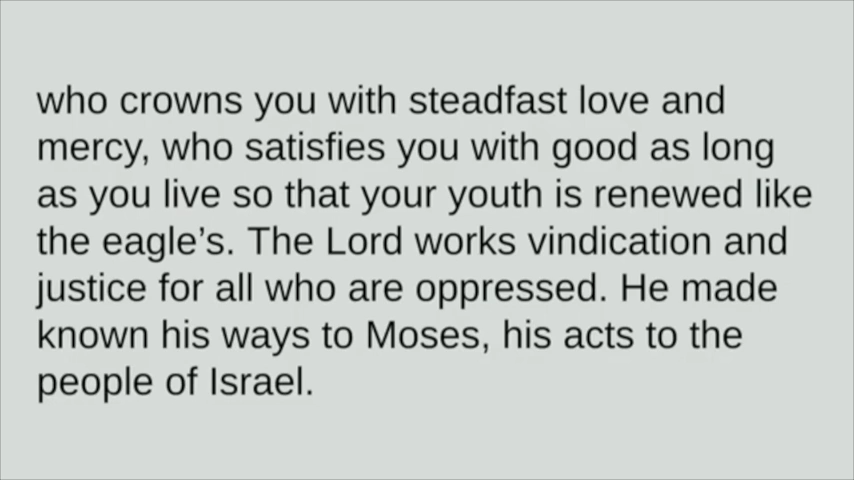 who crowns you with steadfast love and
mercy, who satisfies you with good as long
as you live so that your youth is renewed like
the eagle’s. The Lord works vindication and
justice for all who are oppressed. He made
known his ways to Moses, his acts to the
people of Israel.